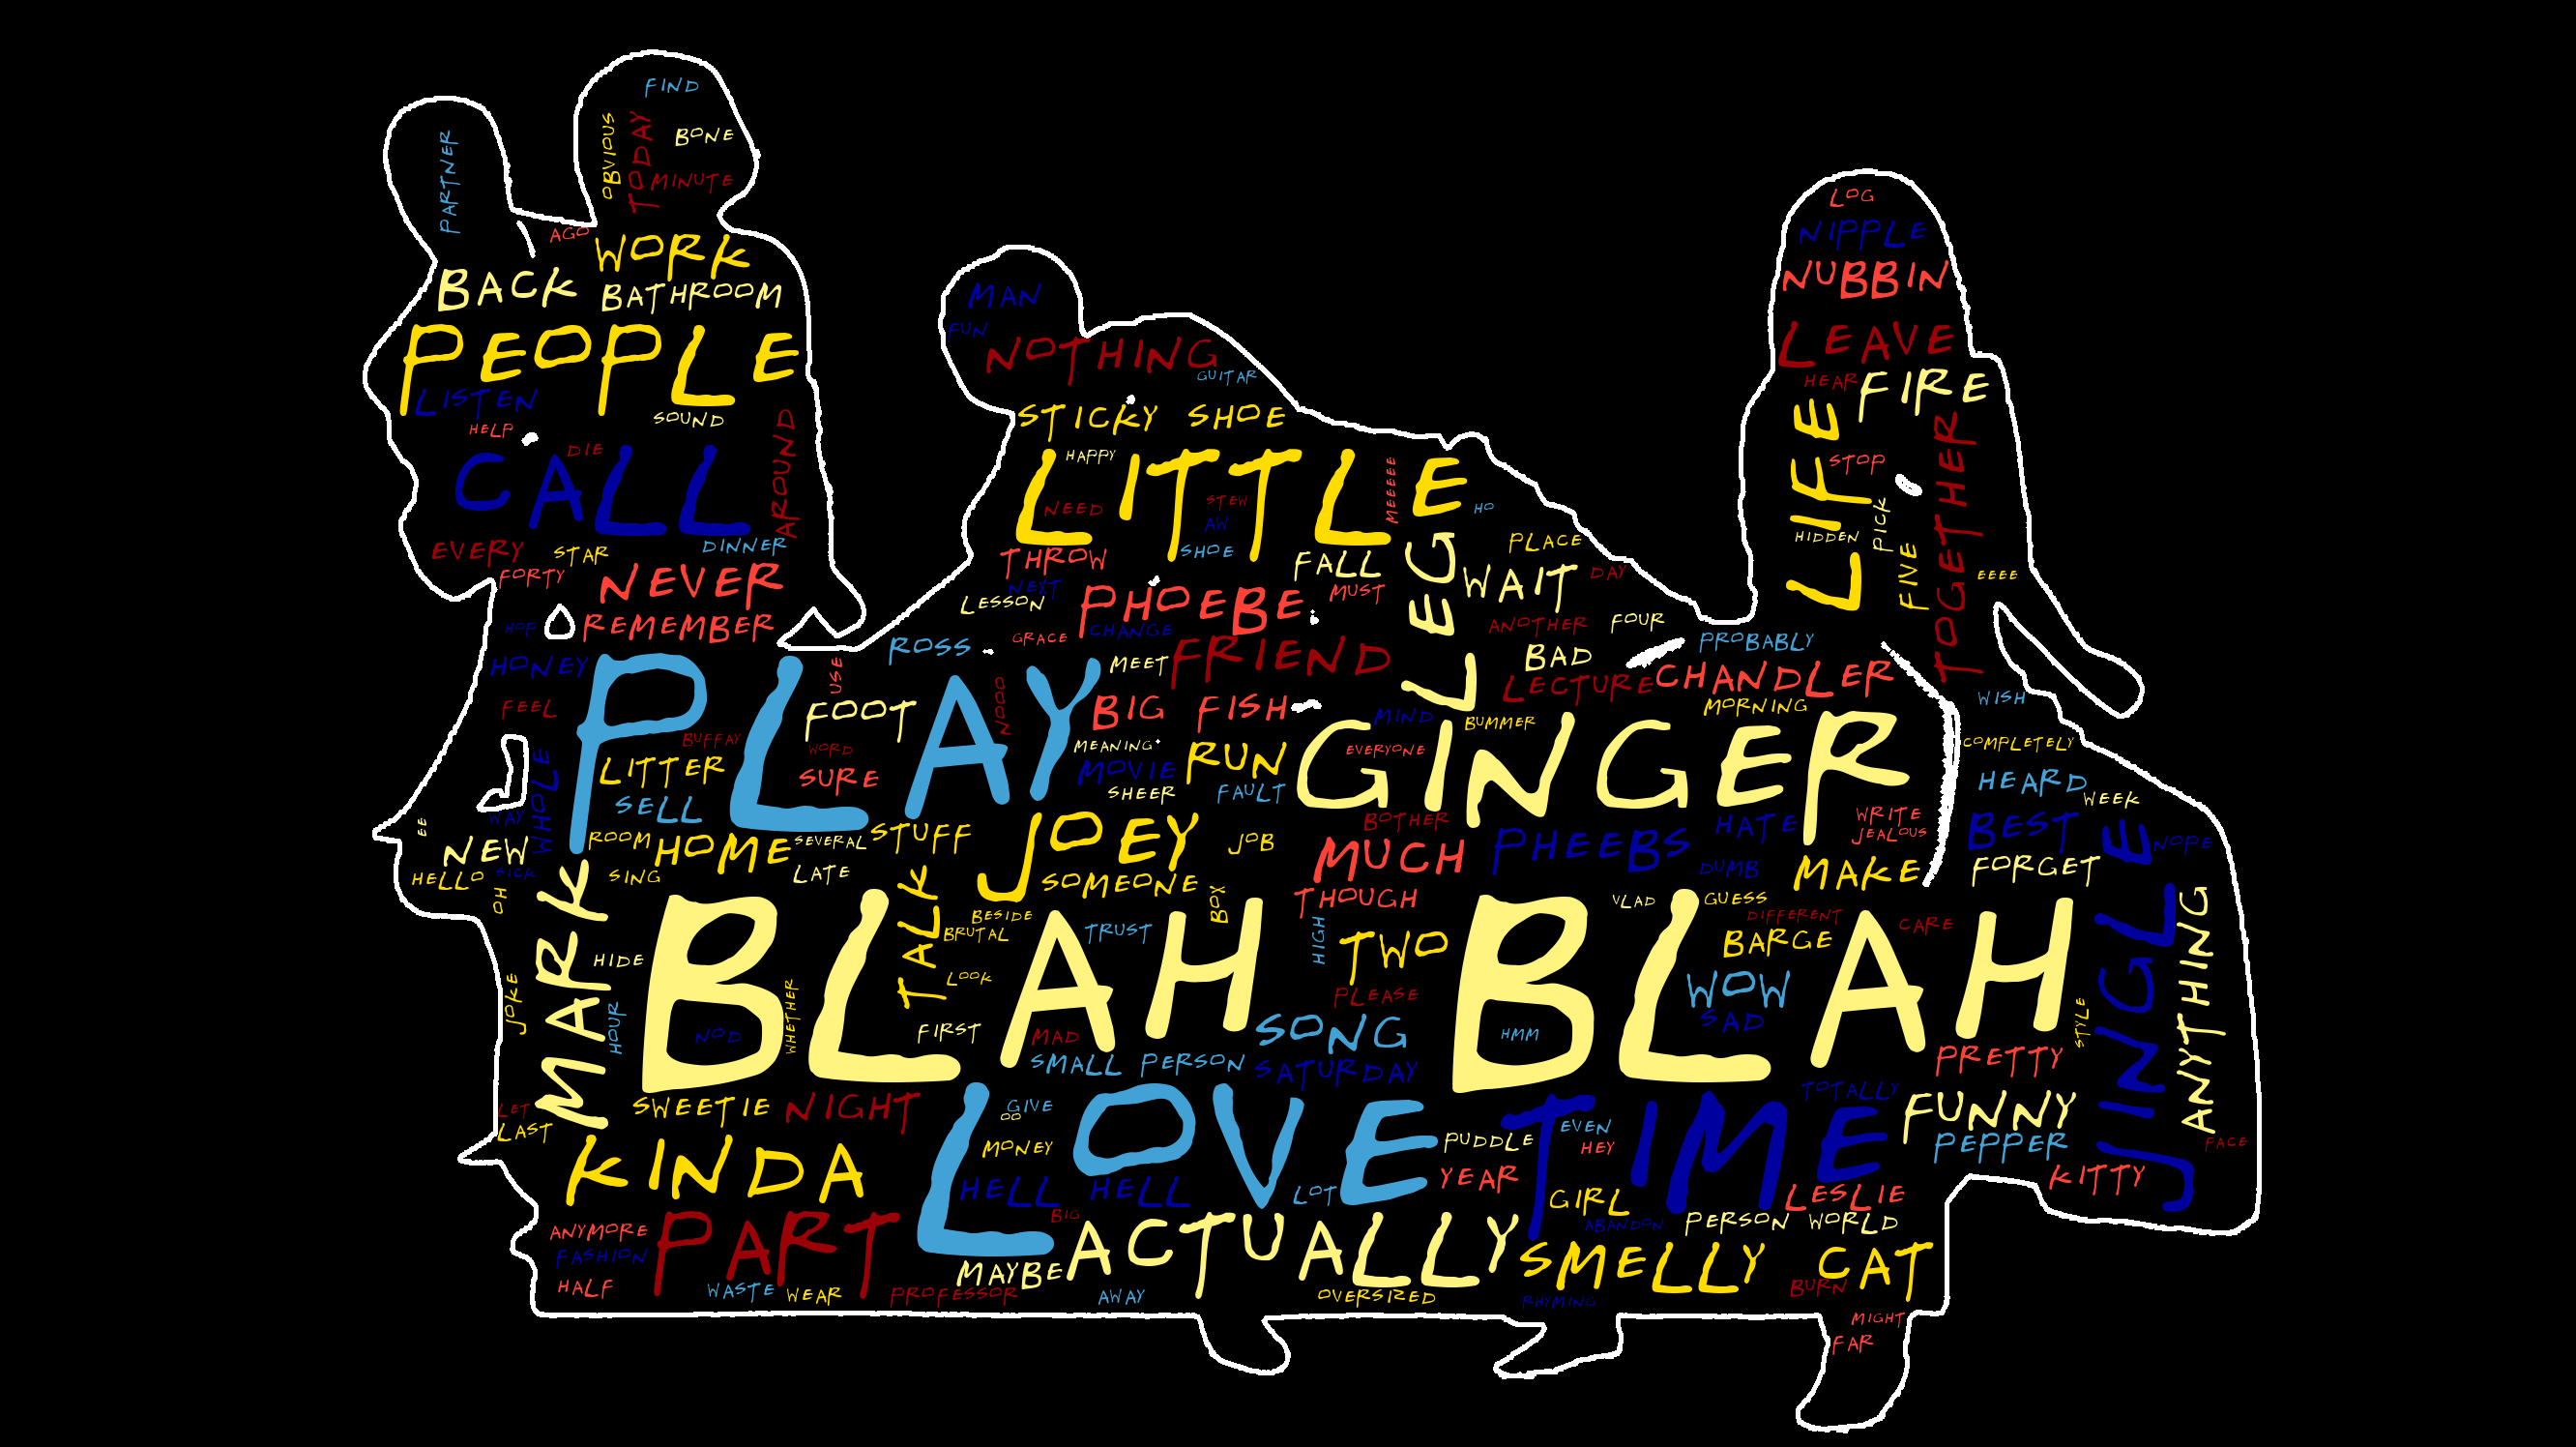 FIND
OBVIOUS
TODAY
BONE
MINUTE
PARTNER
AGO
WORK
BACK
BATHROOM
PEOPLE
LISTEN
SOUND
HELP
DIE
CALL
AROUND
EVERY
STAR
DINNER
FORTY
NEVER
HOP
REMEMBER
MAN
FUN
NOTHING
GUITAR
STICKY SHOE
LITTLE
HAPPY
NEED
STEW
AW
SHOE
MEEEEEE
HO
THROW
FALL
LEG
PLACE
NEXT
LESSON
PHOEBE
MUST
WAIT
DAY
CHANGE
GRACE
ANOTHER
FOUR
ROSS
MEET
FRIEND
BAD
LECTURE
LOG
NIPPLE
NUBBIN
LEAVE
HEAR
FIRE
LIFE
STOP
PICK
HIDDEN
FIVE
TOGETHER
EEEE
PROBABLY
CHANDLER
MORNING
WISH
HONEY
FEEL
PLAY
USE
NOOO
FOOT
BUFFAY
WORD
LITTER
SURE
SELL
WHOLE
WAY
BIG FISH
MIND
BUMMER
MEANING
EVERYONE
MOVIE
RUN
SHEER
FAULT
GINGER
COMPLETELY
HEARD
WEEK
EE
NEW
HELLO
SICK
OH
ROOM
HOME
SEVERAL
STUFF
SING
LATE
JOEY
JOB
SOMEONE
BOTHER
MUCH
PHEEBS
HATE
DUMB
WRITE
JEALOUS
MAKE
BEST
NOPE
FORGET
THOUGH
VLAD
GUESS
MARK
TALK
BESIDE
BRUTAL
BOX
TRUST
HIGH
TWO
DIFFERENT
BARGE
CARE
JOKE
HIDE
HOUR
BLAH BLAH
NOD
WHETHER
LOOK
FIRST
MAD
PLEASE
SONG
HMM
WOW
SAD
STYLE
JINGLE
ANYTHING
SMALL PERSON
SATURDAY
PRETTY
LET
LAST
SWEETIE
NIGHT
GIVE
OO
LOVE
TIME
TOTALLY
FUNNY
EVEN
HEY
MONEY
PUDDLE
PEPPER
FACE
KINDA
HELL HELL
LOT
YEAR
KITTY
GIRL
LESLIE
BIG
ABANDON
PERSON WORLD
ANYMORE
FASHION
PART
ACTUALLY
HALF
MAYBE
SMELLY CAT
BURN
WASTE
WEAR
PROFESSOR
AWAY
OVERSIZED
RHYMING
MIGHT
FAR